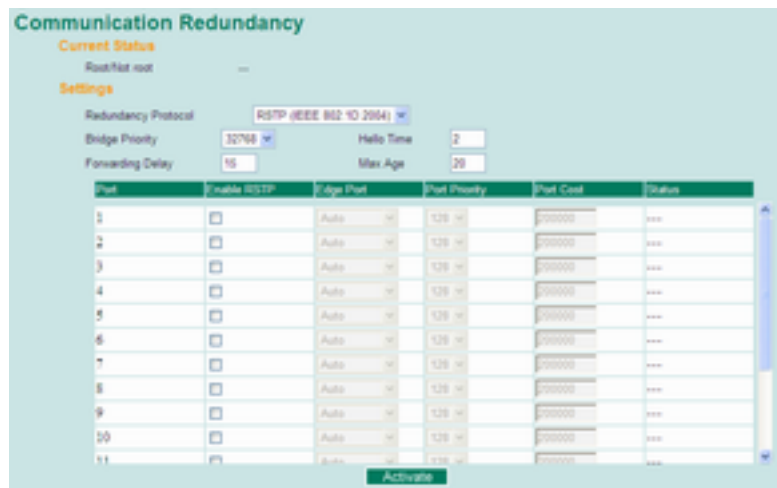 Communication Redundancy
Current Status
Root/Not root ---
Settings
Redundancy Protocol RSTP (IEEE 802.1D 2004)
Bridge Priority 32768 Hello Time 2
Forwarding Delay 15 Max Age 20
Port Enable RSTP Edge Port Port Priority Port Cost Status
1 Auto 128 200000 ---
2 Auto 128 200000 ---
3 Auto 128 200000 ---
4 Auto 128 200000 ---
5 Auto 128 200000 ---
6 Auto 128 200000 ---
7 Auto 128 200000 ---
8 Auto 128 200000 ---
9 Auto 128 200000 ---
10 Auto 128 200000 ---
11 Auto 128 200000 ---
Activate